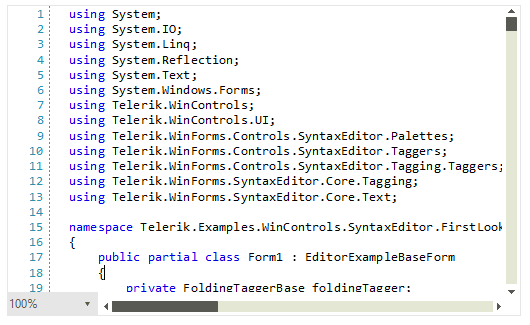 1 using System;
2 using System.IO;
3 using System.Linq;
4 using System.Reflection;
5 using System.Text;
6 using System.Windows.Forms;
7 using Telerik.WinControls;
8 using Telerik.WinControls.UI;
9 using Telerik.WinForms.Controls.SyntaxEditor.Palettes;
10 using Telerik.WinForms.Controls.SyntaxEditor.Taggers;
11 using Telerik.WinForms.Controls.SyntaxEditor.Tagging.Taggers;
12 using Telerik.WinForms.SyntaxEditor.Core.Tagging;
13 using Telerik.WinForms.SyntaxEditor.Core.Text;
14
15 namespace Telerik.Examples.WinControls.SyntaxEditor.FirstLook
16 {
17 public partial class Form1 : EditorExampleBaseForm
18 {
19 private FoldingTaggerBase foldingTagger;
100%